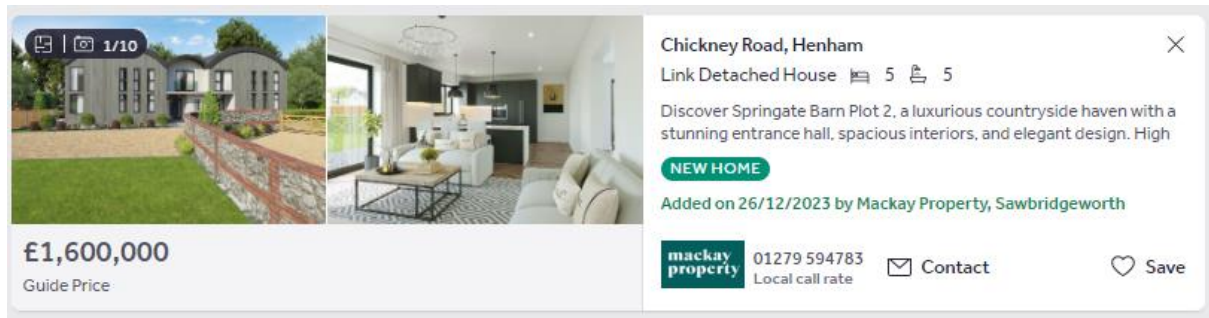 1/10
£1,600,000
Guide Price
Chickney Road, Henham
Link Detached House 5 5
Discover Springate Barn Plot 2, a luxurious countryside haven with a
stunning entrance hall, spacious interiors, and elegant design. High
NEW HOME
Added on 26/12/2023 by Mackay Property, Sawbridgeworth
mackay
property
01279 594783
Local call rate
Contact
Save